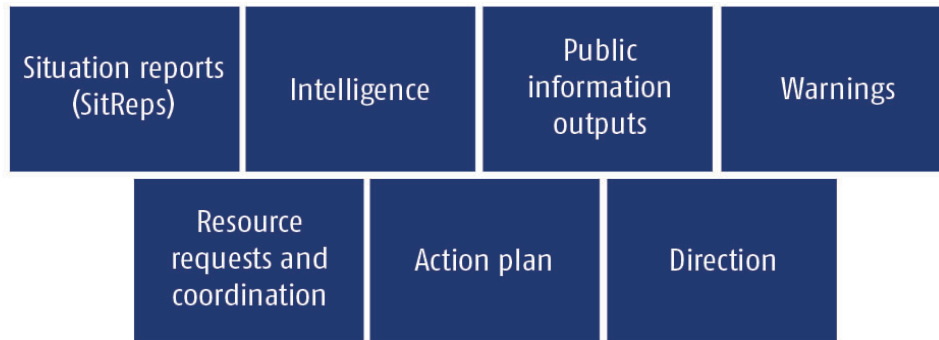 Situation reports
(SitReps)
Intelligence
Public
information
outputs
Warnings
Resource
requests and
coordination
Action plan
Direction